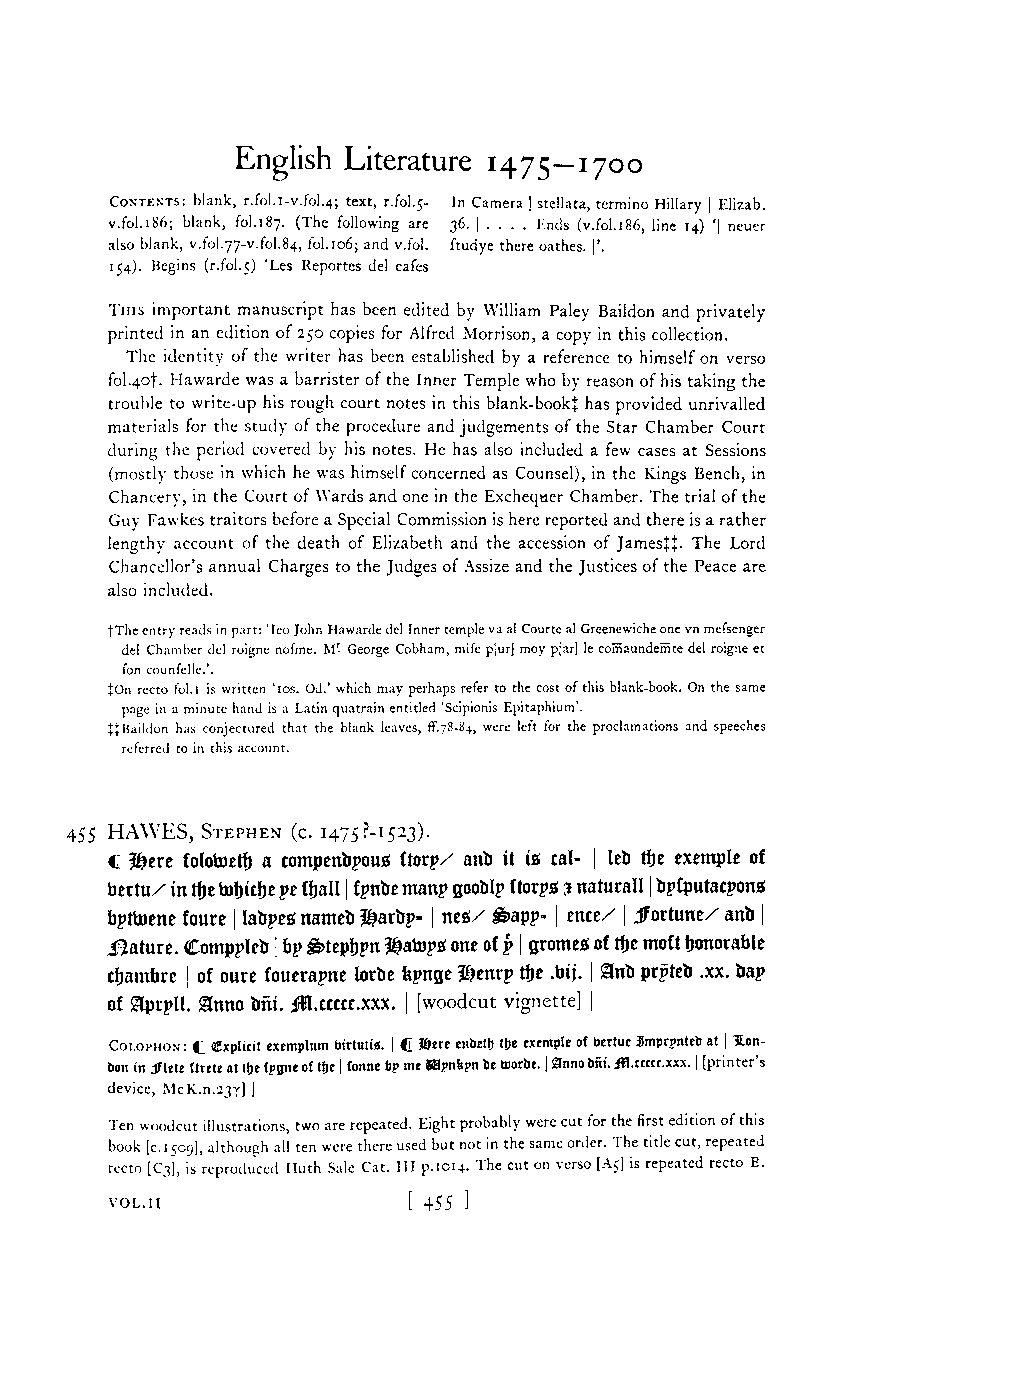 English Literature 1475—1700
CONTENTS: blank, r.fol.1-v.fol.4; text, r.fol.5-
v.fol.186; blank, fol.187. (The following are
also blank, v.fol.77-v.fol.84, fol.106; and v.fol.
154). Begins (r.fol.5) 'Les Reportes del cases
In Camera | stellata, termino Hillary | Elizab.
36. | . . . . Ends (v.fol.186, line 14) '| neuer
ſtudye there oathes. |'.
THIS important manuscript has been edited by William Paley Baildon and privately
printed in an edition of 250 copies for Alfred Morrison, a copy in this collection.
The identity of the writer has been established by a reference to himself on verso
fol.40†. Hawarde was a barrister of the Inner Temple who by reason of his taking the
trouble to write-up his rough court notes in this blank-book‡ has provided unrivalled
materials for the study of the procedure and judgements of the Star Chamber Court
during the period covered by his notes. He has also included a few cases at Sessions
(mostly those in which he was himself concerned as Counsel), in the Kings Bench, in
Chancery, in the Court of Wards and one in the Exchequer Chamber. The trial of the
Guy Fawkes traitors before a Special Commission is here reported and there is a rather
lengthy account of the death of Elizabeth and the accession of James‡‡. The Lord
Chancellor's annual Charges to the Judges of Assize and the Justices of the Peace are
also included.
†The entry reads in part: 'Ieo John Hawarde del Inner temple va al Courte al Greenewiche one vn meſsenger
del Chamber del roigne noſme. Mr George Cobham, miſe p[ur] moy p[ar] le com̄aundem̄te del roigne et
ſon counſelle.'.
‡On recto fol.1 is written '10s. Od.' which may perhaps refer to the cost of this blank-book. On the same
page in a minute hand is a Latin quatrain entitled 'Scipionis Epitaphium'.
‡‡Baildon has conjectured that the blank leaves, ff.78-84, were left for the proclamations and speeches
referred to in this account.
455 HAWES, STEPHEN (c. 1475?-1523).
¶ Here foloweth a compendyous ſtory/ and it is cal- | led the exemple of
vertu/ in the whiche ye ſhall | fynde many goodly ſtorys ⁊ naturall | dyſputacyons
bytwene foure | ladyes named Hardy- | nes/ Sapy- | ence/ | Fortune/ and |
Nature. Compyled | by Stephyn Hawys one of ẏ | gromes of the moſt honorable
chambre | of oure ſouerayne lorde kynge Henry the .vij. | And prȳted .xx. day
of Apryll. Anno dñi. M.ccccc.xxx. | [woodcut vignette] |
COLOPHON: ¶ Explicit exemplum virtutis. | ¶ Here endeth the exemple of vertue Imprynted at | Lon-
don in Flete ſtrete at the ſygne of the | ſonne by me Wynkyn de worde. | Anno dñi. M.ccccc.xxx. | [printer's
device, McK.n.237] |
Ten woodcut illustrations, two are repeated. Eight probably were cut for the first edition of this
book [c.1509], although all ten were there used but not in the same order. The title cut, repeated
recto [C3], is reproduced Huth Sale Cat. III p.1014. The cut on verso [A5] is repeated recto E.
VOL.II [ 455 ]